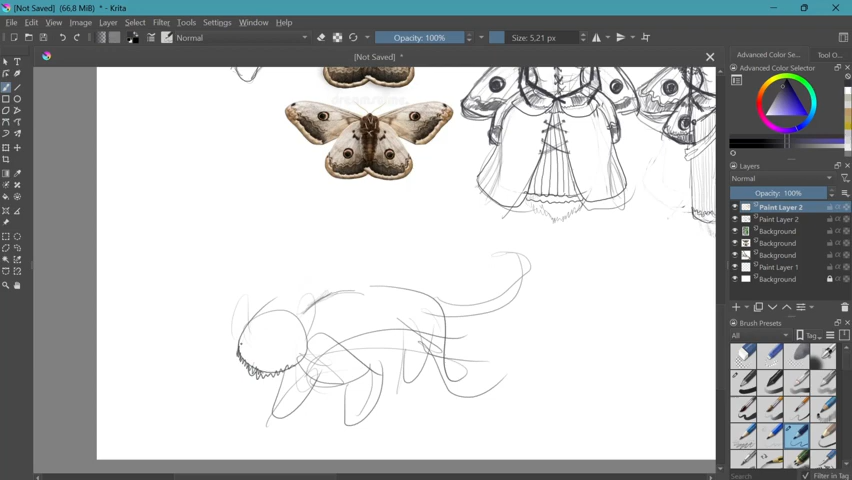 [Not Saved] (66,8 MiB) * - Krita
File Edit View Image Layer Select Filter Tools Settings Window Help
Normal
Opacity: 100%
Size: 5,21 px
[Not Saved] *
Advanced Color Se...
Tool O...
Advanced Color Selector
Layers
Normal
Opacity: 100%
Paint Layer 2
Paint Layer 2
Background
Background
Background
Paint Layer 1
Background
Brush Presets
All
Tag
Search
Filter in Tag